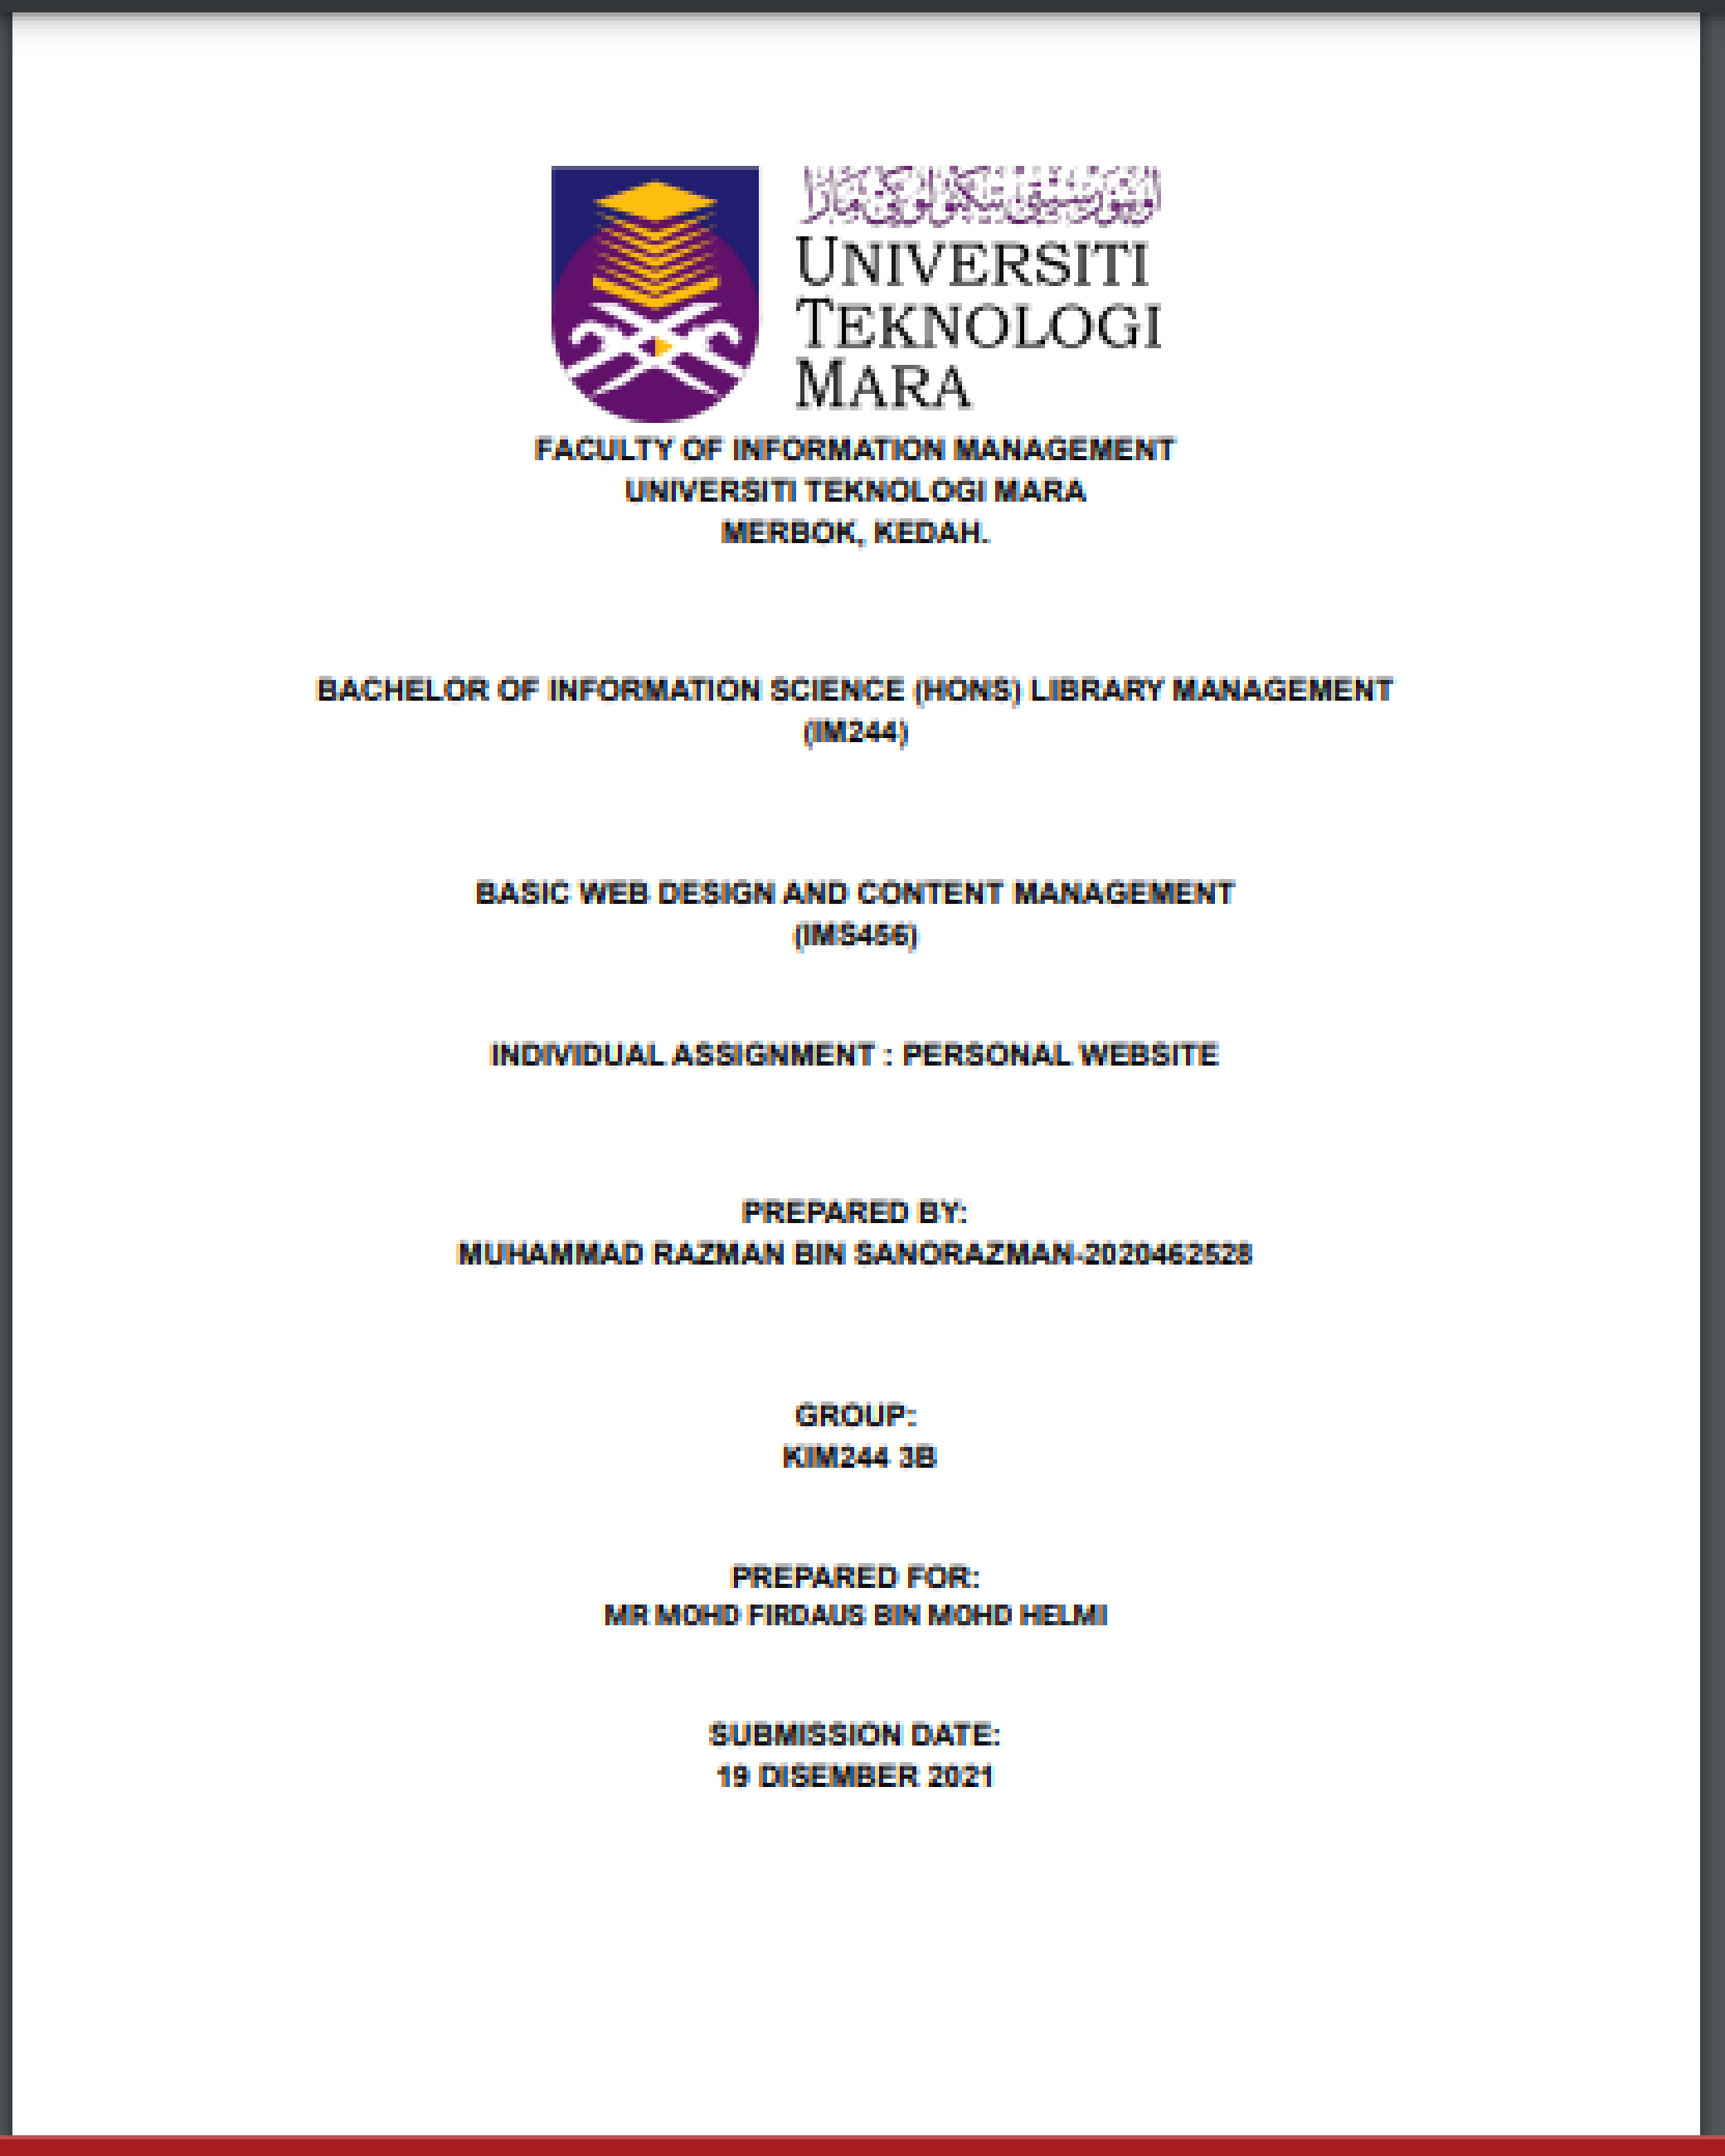 UNIVERSITI
TEKNOLOGI
MARA
FACULTY OF INFORMATION MANAGEMENT
UNIVERSITI TEKNOLOGI MARA
MERBOK, KEDAH.
BACHELOR OF INFORMATION SCIENCE (HONS) LIBRARY MANAGEMENT
(IM244)
BASIC WEB DESIGN AND CONTENT MANAGEMENT
(IMS456)
INDIVIDUAL ASSIGNMENT : PERSONAL WEBSITE
PREPARED BY:
MUHAMMAD RAZMAN BIN SANORAZMAN-2020462528
GROUP:
KIM244 3B
PREPARED FOR:
MR MOHD FIRDAUS BIN MOHD HELMI
SUBMISSION DATE:
19 DISEMBER 2021